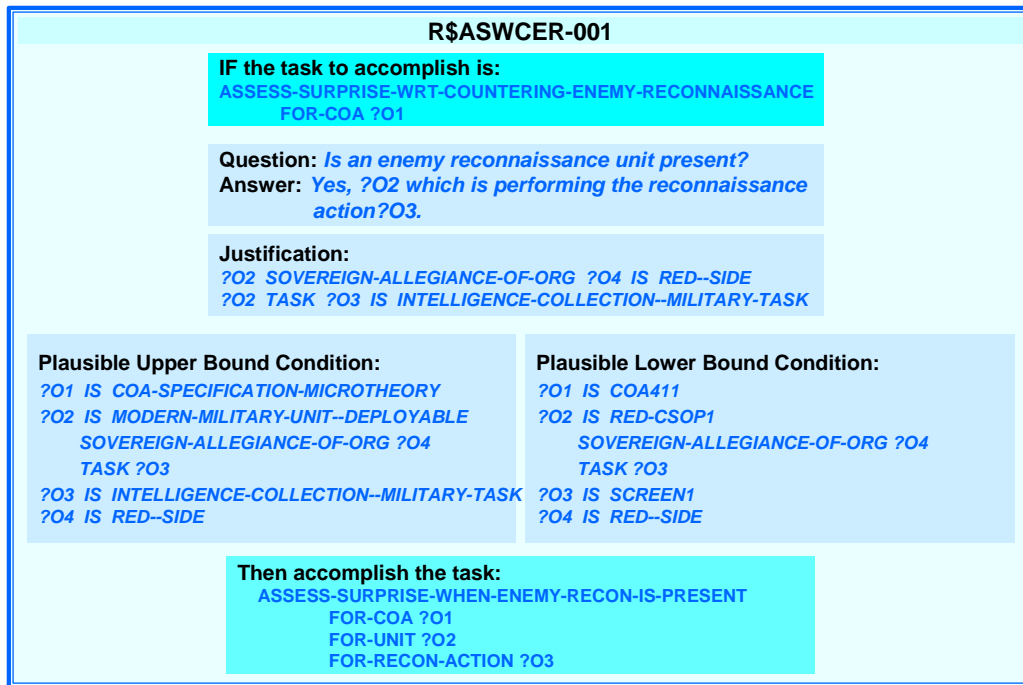 R$ASWCER-001
IF the task to accomplish is:
ASSESS-SURPRISE-WRT-COUNTERING-ENEMY-RECONNAISSANCE
FOR-COA ?O1
Question: Is an enemy reconnaissance unit present?
Answer: Yes, ?O2 which is performing the reconnaissance
action?O3.
Justification:
?O2 SOVEREIGN-ALLEGIANCE-OF-ORG ?O4 IS RED--SIDE
?O2 TASK ?O3 IS INTELLIGENCE-COLLECTION--MILITARY-TASK
Plausible Upper Bound Condition:
?O1 IS COA-SPECIFICATION-MICROTHEORY
?O2 IS MODERN-MILITARY-UNIT--DEPLOYABLE
SOVEREIGN-ALLEGIANCE-OF-ORG ?O4
TASK ?O3
?O3 IS INTELLIGENCE-COLLECTION--MILITARY-TASK
?O4 IS RED--SIDE
Plausible Lower Bound Condition:
?O1 IS COA411
?O2 IS RED-CSOP1
SOVEREIGN-ALLEGIANCE-OF-ORG ?O4
TASK ?O3
?O3 IS SCREEN1
?O4 IS RED--SIDE
Then accomplish the task:
ASSESS-SURPRISE-WHEN-ENEMY-RECON-IS-PRESENT
FOR-COA ?O1
FOR-UNIT ?O2
FOR-RECON-ACTION ?O3